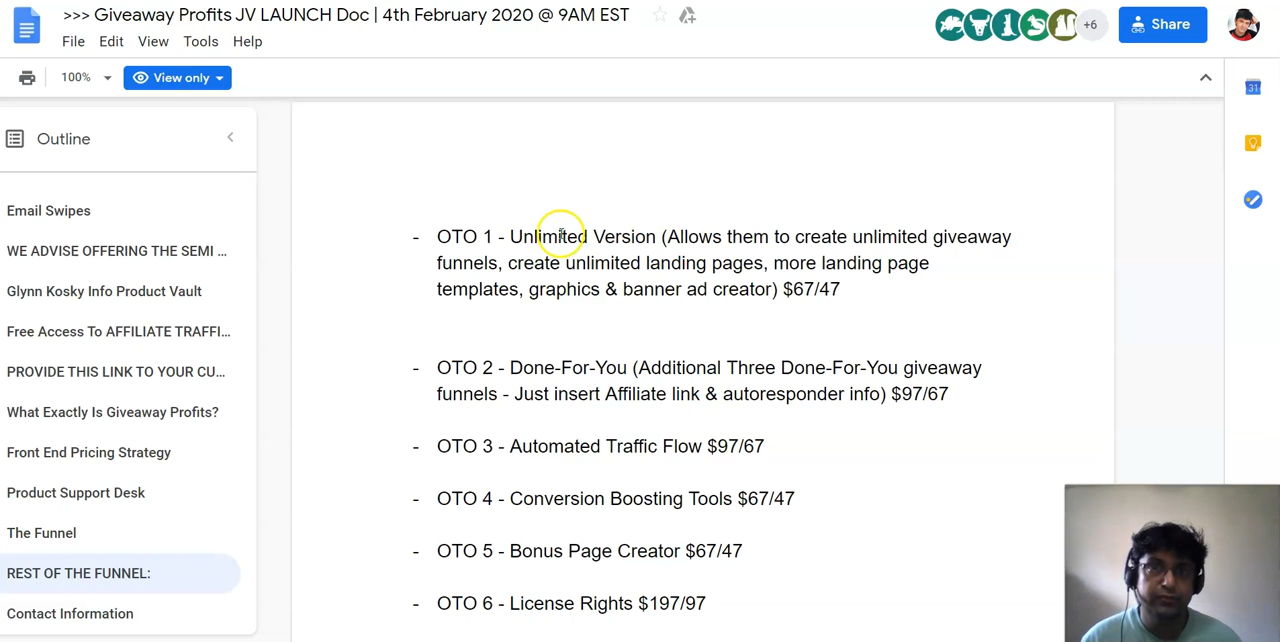 >>> Giveaway Profits JV LAUNCH Doc | 4th February 2020 @ 9AM EST
File Edit View Tools Help
+6
Share
100%
View only
31
Outline
Email Swipes
WE ADVISE OFFERING THE SEMI ...
Glynn Kosky Info Product Vault
Free Access To AFFILIATE TRAFFI...
PROVIDE THIS LINK TO YOUR CU...
What Exactly Is Giveaway Profits?
Front End Pricing Strategy
Product Support Desk
The Funnel
REST OF THE FUNNEL:
Contact Information
- OTO 1 - Unlimited Version (Allows them to create unlimited giveaway
funnels, create unlimited landing pages, more landing page
templates, graphics & banner ad creator) $67/47
- OTO 2 - Done-For-You (Additional Three Done-For-You giveaway
funnels - Just insert Affiliate link & autoresponder info) $97/67
- OTO 3 - Automated Traffic Flow $97/67
- OTO 4 - Conversion Boosting Tools $67/47
- OTO 5 - Bonus Page Creator $67/47
- OTO 6 - License Rights $197/97